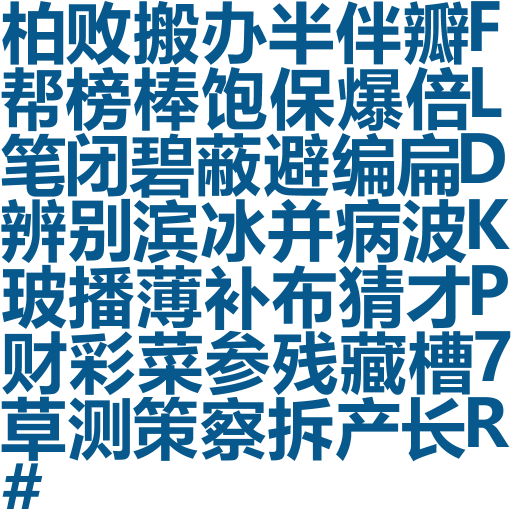 柏败搬办半伴瓣F
帮榜棒饱保爆倍L
笔闭碧蔽避编扁D
辨别滨冰并病波K
玻播薄补布猜才P
财彩菜参残藏槽7
草测策察拆产长R
#